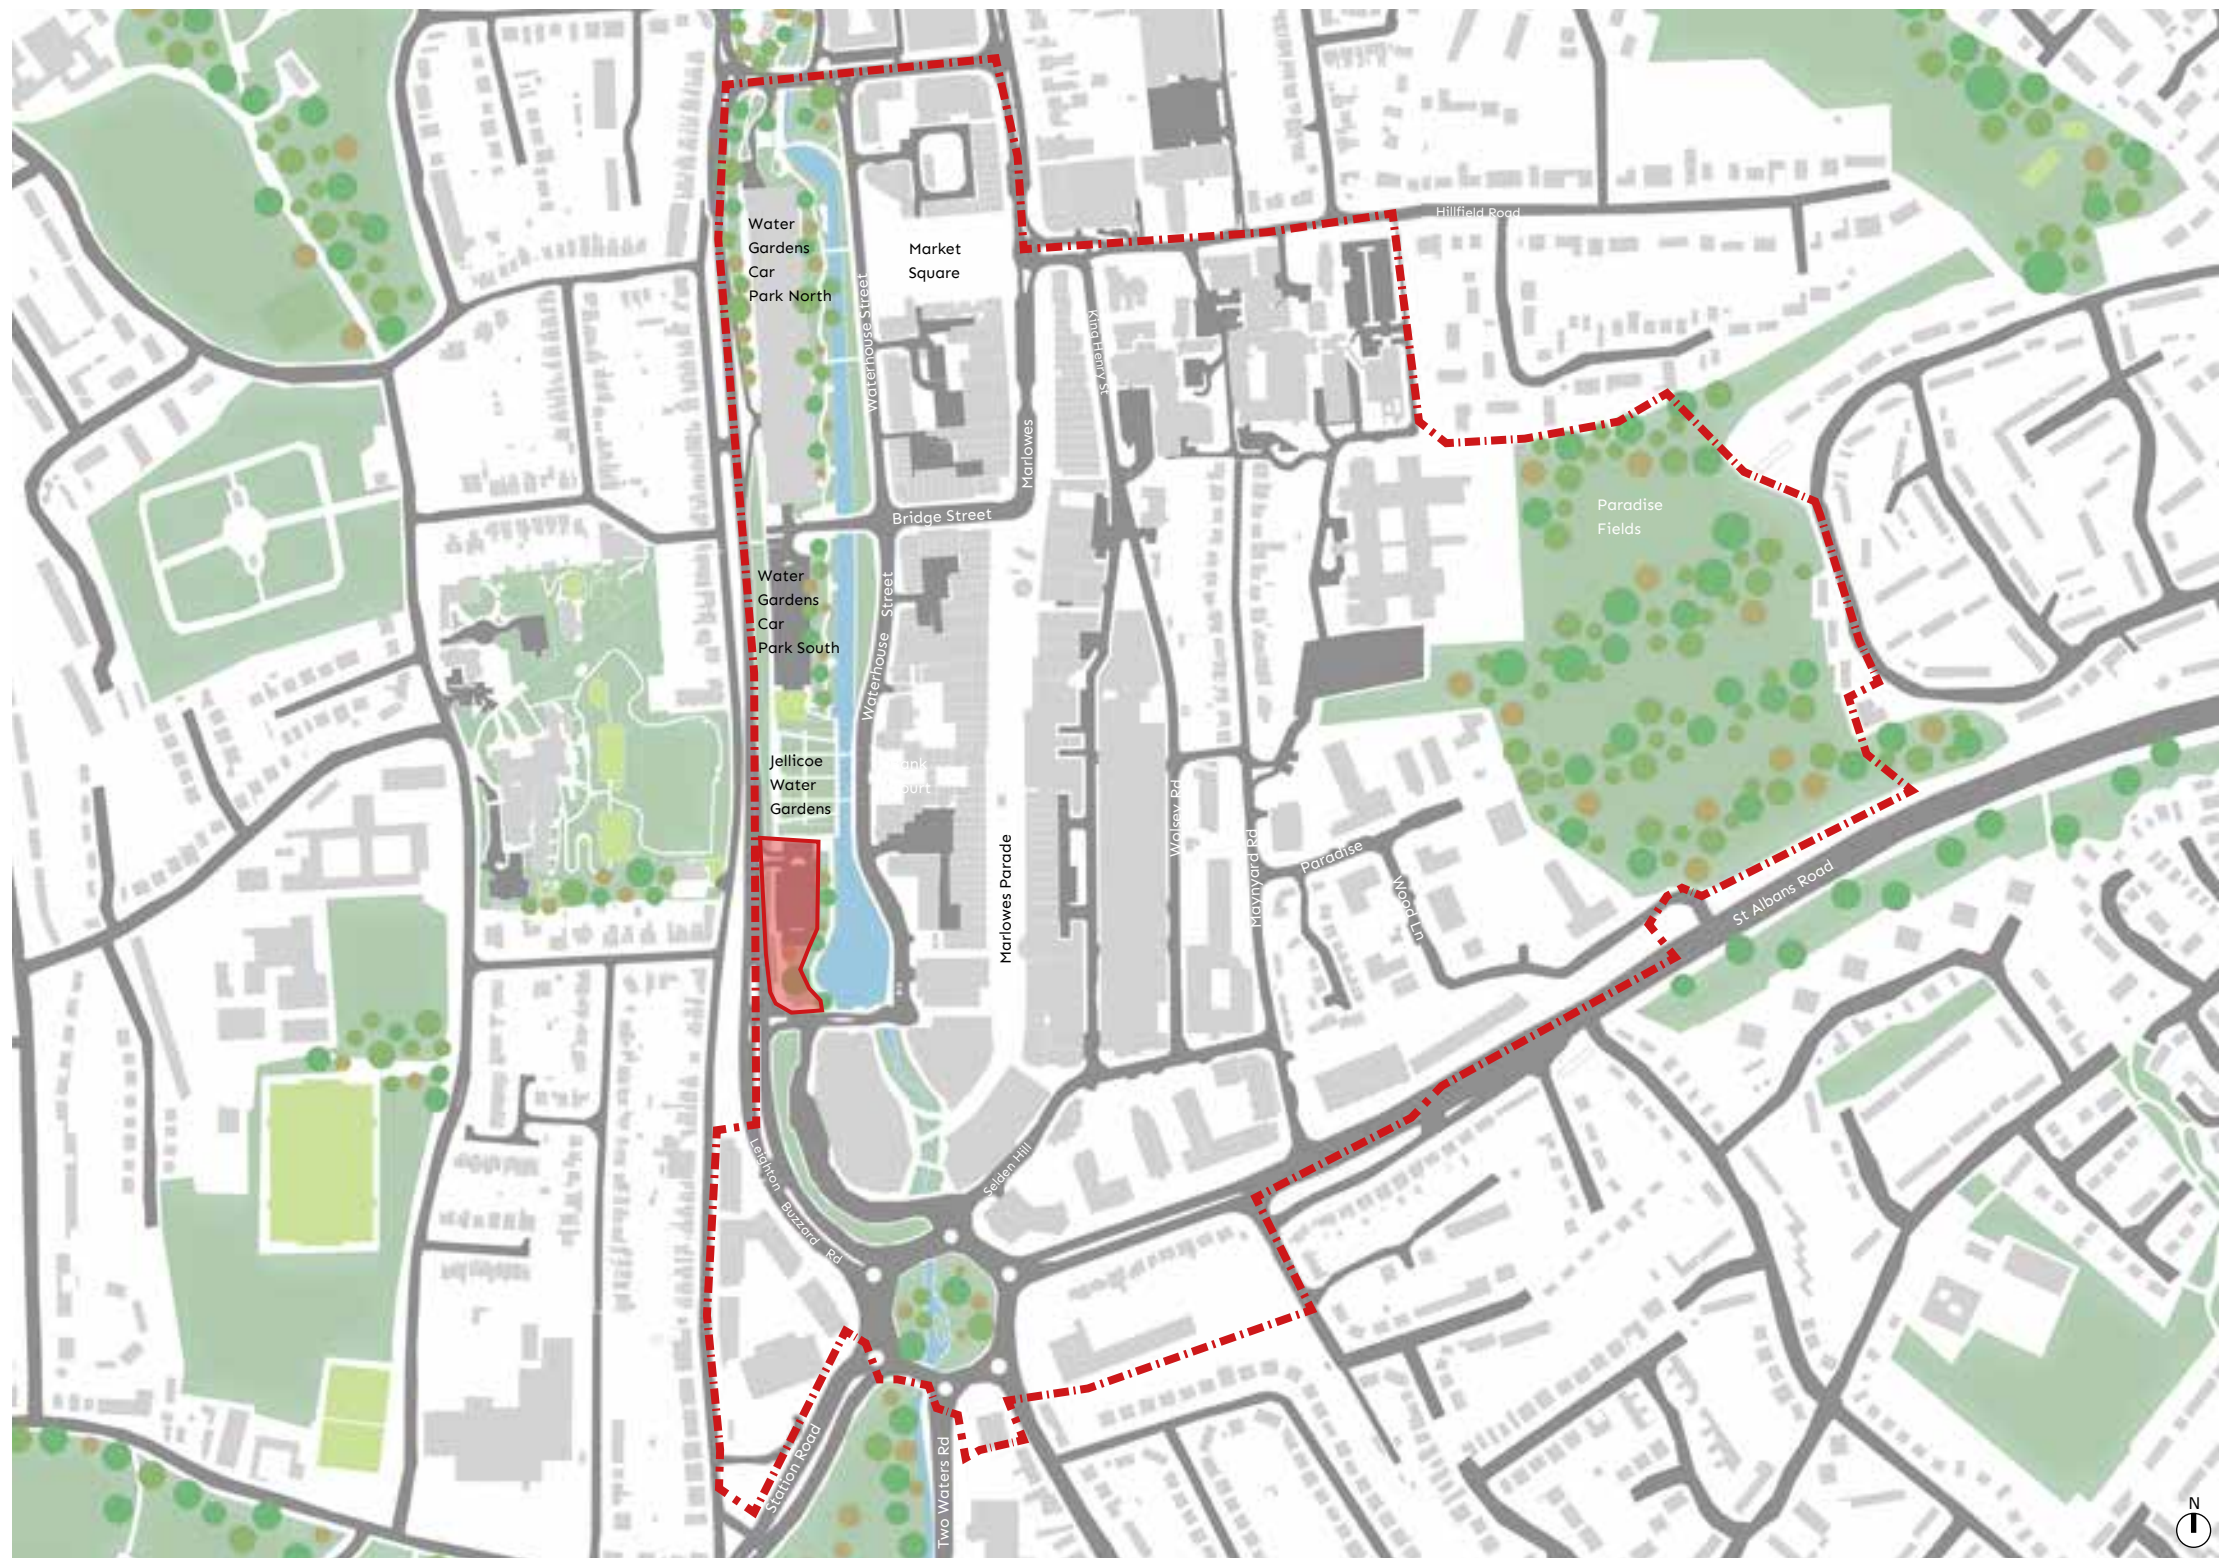 Hillfield Road
Water
Gardens
Car
Park North
Market
Square
Waterhouse Street
King Henry St
Marlowes
Bridge Street
Paradise
Fields
Water
Gardens
Car
Park South
Waterhouse Street
Jellicoe
Water
Gardens
Marlowes Parade
Wolsey Rd
Maynyard Rd
Paradise
Wood Ln
St Albans Road
Leighton Buzzard Rd
Selden Hill
Station Road
Two Waters Rd
N